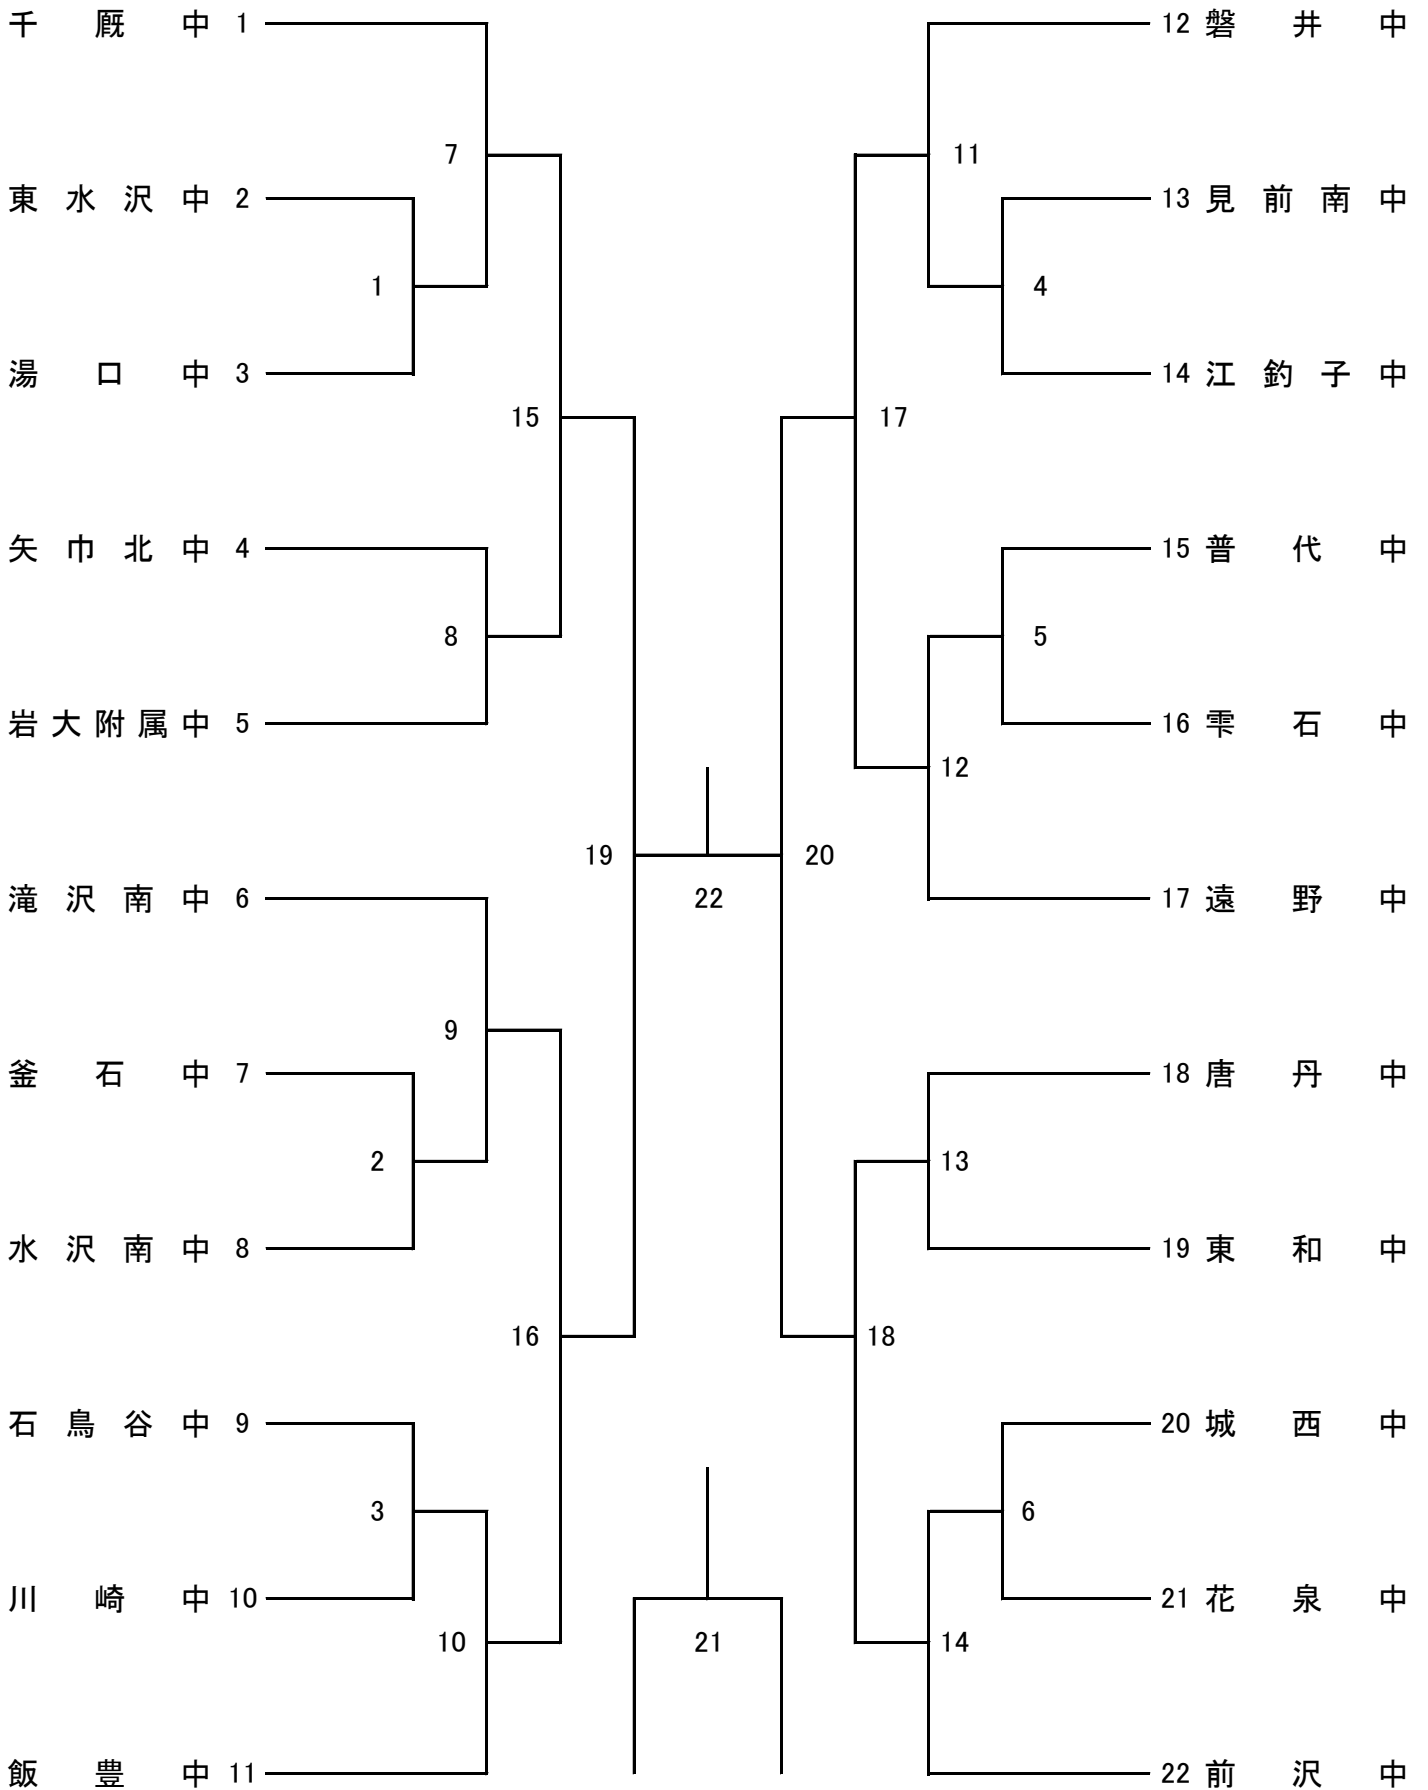 千厩中 1
東水沢中 2
湯口中 3
矢巾北中 4
岩大附属中 5
滝沢南中 6
釜石中 7
水沢南中 8
石鳥谷中 9
川崎中 10
飯豊中 11
7
1
15
8
9
2
16
3
10
19
22
20
21
11
4
17
5
12
13
18
6
14
12 磐井中
13 見前南中
14 江釣子中
15 普代中
16 雫石中
17 遠野中
18 唐丹中
19 東和中
20 城西中
21 花泉中
22 前沢中